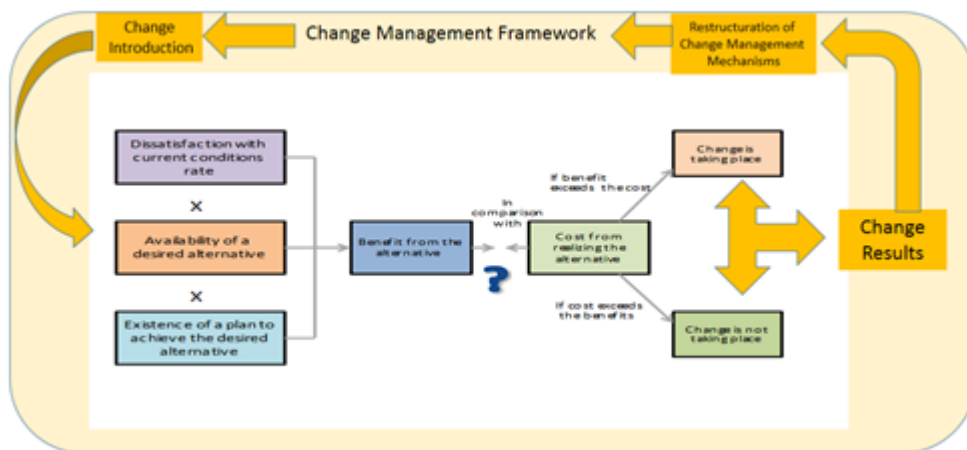 Change
Introduction
Change Management Framework
Restructuration of
Change Management
Mechanisms
Dissatisfaction with
current conditions
rate
x
Availability of a
desired alternative
x
Existence of a plan to
achieve the desired
alternative
Benefit from the
alternative
In
comparison
with
?
Cost from
realizing the
alternative
If benefit
exceeds the cost
If cost exceeds
the benefits
Change is
taking place
Change is not
taking place
Change
Results